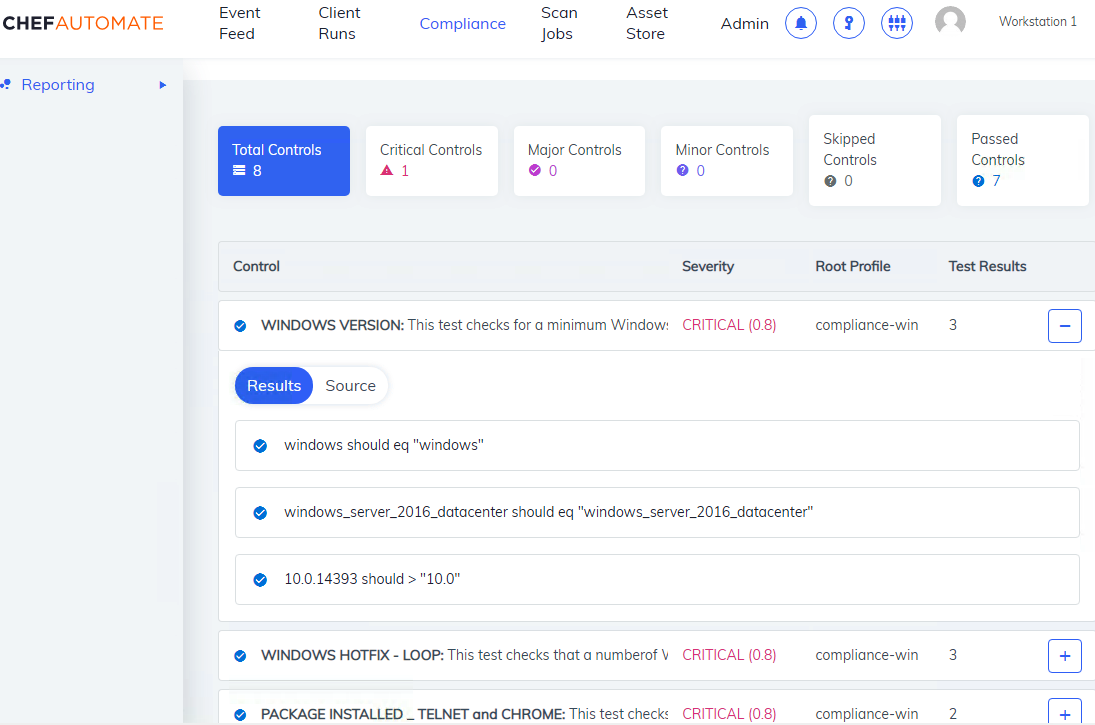 CHEFAUTOMATE
Event Feed
Client Runs
Compliance
Scan Jobs
Asset Store
Admin
Workstation 1
Reporting
Total Controls
8
Critical Controls
1
Major Controls
0
Minor Controls
0
Skipped
Controls
0
Passed
Controls
7
Control Severity Root Profile Test Results
WINDOWS VERSION: This test checks for a minimum Windows CRITICAL (0.8) compliance-win 3
Results Source
windows should eq "windows"
windows_server_2016_datacenter should eq "windows_server_2016_datacenter"
10.0.14393 should > "10.0"
WINDOWS HOTFIX - LOOP: This test checks that a numberof CRITICAL (0.8) compliance-win 3
PACKAGE INSTALLED _ TELNET and CHROME: This test checks CRITICAL (0.8) compliance-win 2